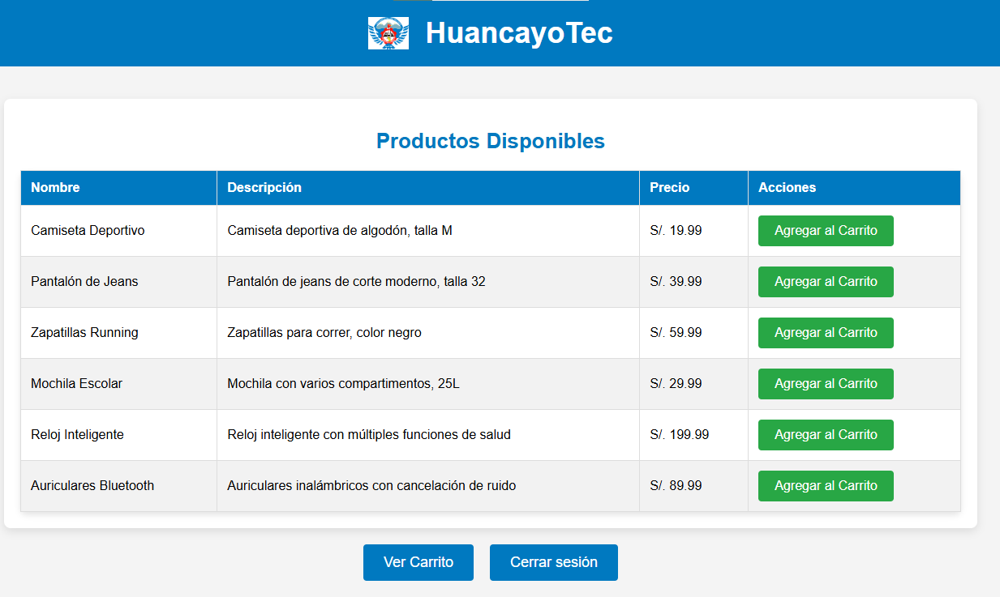 HuancayoTec
Productos Disponibles
Nombre Descripción Precio Acciones
Camiseta Deportivo Camiseta deportiva de algodón, talla M S/. 19.99 Agregar al Carrito
Pantalón de Jeans Pantalón de jeans de corte moderno, talla 32 S/. 39.99 Agregar al Carrito
Zapatillas Running Zapatillas para correr, color negro S/. 59.99 Agregar al Carrito
Mochila Escolar Mochila con varios compartimentos, 25L S/. 29.99 Agregar al Carrito
Reloj Inteligente Reloj inteligente con múltiples funciones de salud S/. 199.99 Agregar al Carrito
Auriculares Bluetooth Auriculares inalámbricos con cancelación de ruido S/. 89.99 Agregar al Carrito
Ver Carrito Cerrar sesión